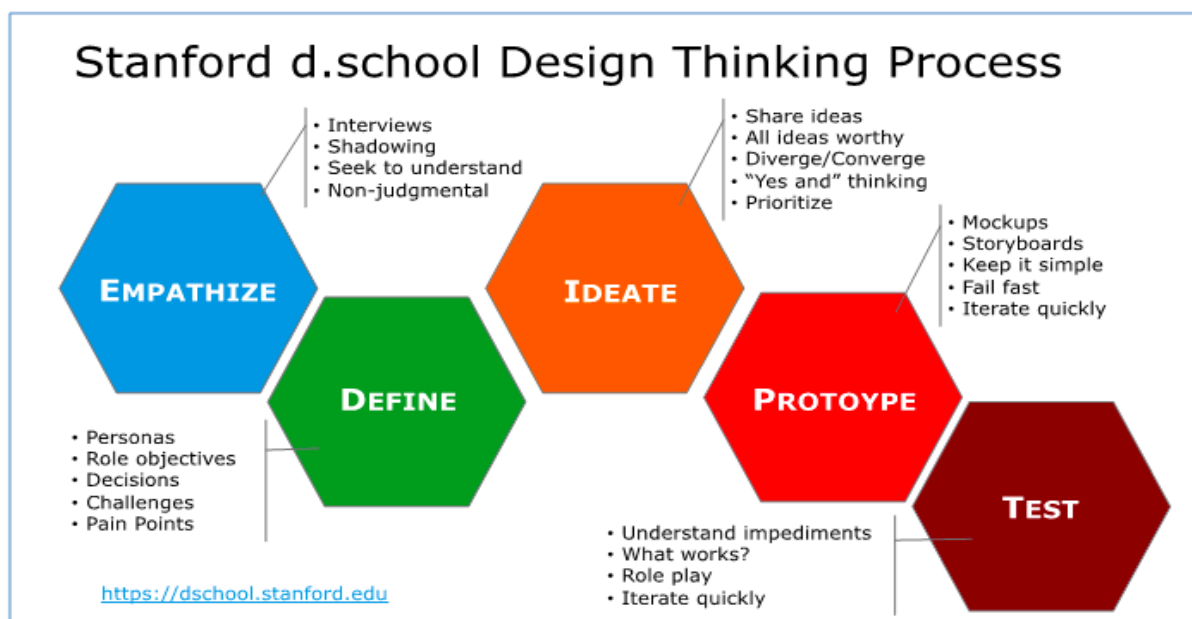 Stanford d.school Design Thinking Process
• Interviews
• Shadowing
• Seek to understand
• Non-judgmental
EMPATHIZE
• Personas
• Role objectives
• Decisions
• Challenges
• Pain Points
DEFINE
• Share ideas
• All ideas worthy
• Diverge/Converge
• “Yes and” thinking
• Prioritize
IDEATE
• Mockups
• Storyboards
• Keep it simple
• Fail fast
• Iterate quickly
PROTOYPE
• Understand impediments
• What works?
• Role play
• Iterate quickly
TEST
https://dschool.stanford.edu